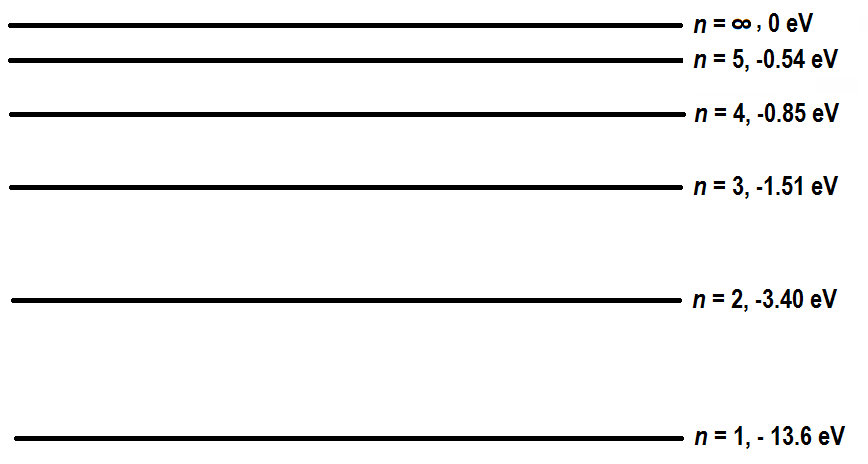 n = ∞ , 0 eV
n = 5, -0.54 eV
n = 4, -0.85 eV
n = 3, -1.51 eV
n = 2, -3.40 eV
n = 1, - 13.6 eV